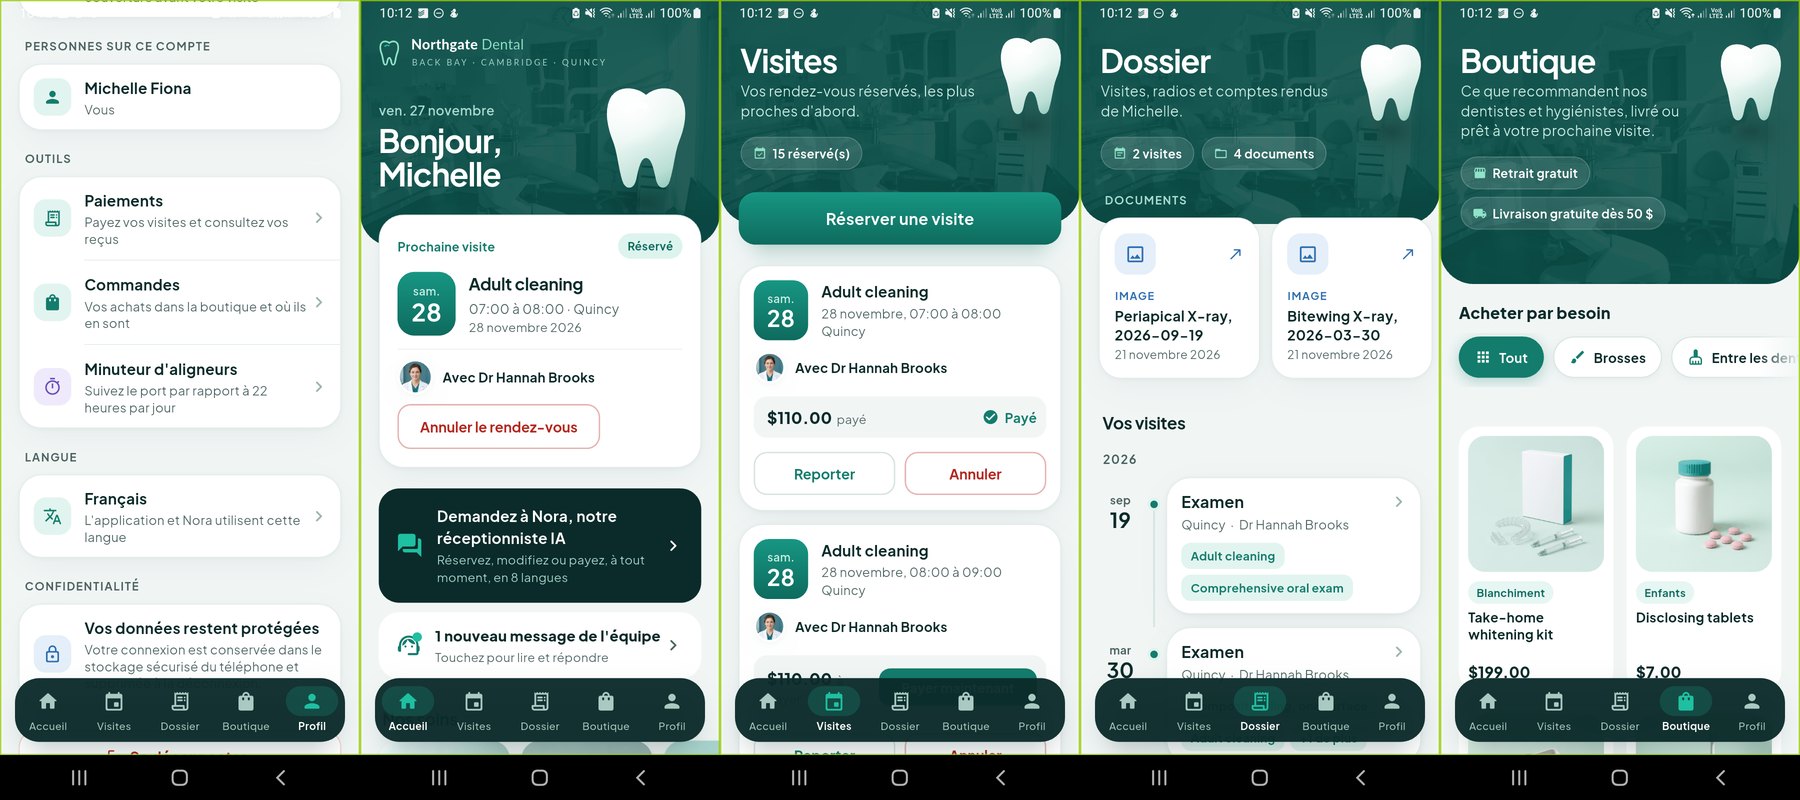 PERSONNES SUR CE COMPTE
Michelle Fiona
Vous
OUTILS
Paiements
Payez vos visites et consultez vos
reçus
Commandes
Vos achats dans la boutique et où ils
en sont
Minuteur d'aligneurs
Suivez le port par rapport à 22
heures par jour
LANGUE
Français
L'application et Nora utilisent cette
langue
CONFIDENTIALITÉ
Vos données restent protégées
Votre connexion est conservée dans le
stockage sécurisé du téléphone et
Accueil
Visites
Dossier
Boutique
Profil
10:12
100%
Northgate Dental
BACK BAY · CAMBRIDGE · QUINCY
ven. 27 novembre
Bonjour,
Michelle
Prochaine visite
Réservé
sam.
28
Adult cleaning
07:00 à 08:00 · Quincy
28 novembre 2026
Avec Dr Hannah Brooks
Annuler le rendez-vous
Demandez à Nora, notre
réceptionniste IA
Réservez, modifiez ou payez, à tout
moment, en 8 langues
1 nouveau message de l'équipe
Touchez pour lire et répondre
Accueil
Visites
Dossier
Boutique
Profil
10:12
100%
Visites
Vos rendez-vous réservés, les plus
proches d'abord.
15 réservé(s)
Réserver une visite
sam.
28
Adult cleaning
28 novembre, 07:00 à 08:00
Quincy
Avec Dr Hannah Brooks
$110.00 payé
Payé
Reporter
Annuler
sam.
28
Adult cleaning
28 novembre, 08:00 à 09:00
Quincy
Avec Dr Hannah Brooks
$110.00
Accueil
Visites
Dossier
Boutique
Profil
10:12
100%
Dossier
Visites, radios et comptes rendus
de Michelle.
2 visites
4 documents
DOCUMENTS
IMAGE
Periapical X-ray,
2026-09-19
21 novembre 2026
IMAGE
Bitewing X-ray,
2026-03-30
21 novembre 2026
Vos visites
2026
sep
19
Examen
Quincy · Dr Hannah Brooks
Adult cleaning
Comprehensive oral exam
mar
30
Examen
Quincy · Dr Hannah Brooks
Accueil
Visites
Dossier
Boutique
Profil
10:12
100%
Boutique
Ce que recommandent nos
dentistes et hygiénistes, livré ou
prêt à votre prochaine visite.
Retrait gratuit
Livraison gratuite dès 50 $
Acheter par besoin
Tout
Brosses
Entre les
Blanchiment
Take-home
whitening kit
$199.00
Enfants
Disclosing tablets
$7.00
Accueil
Visites
Dossier
Boutique
Profil